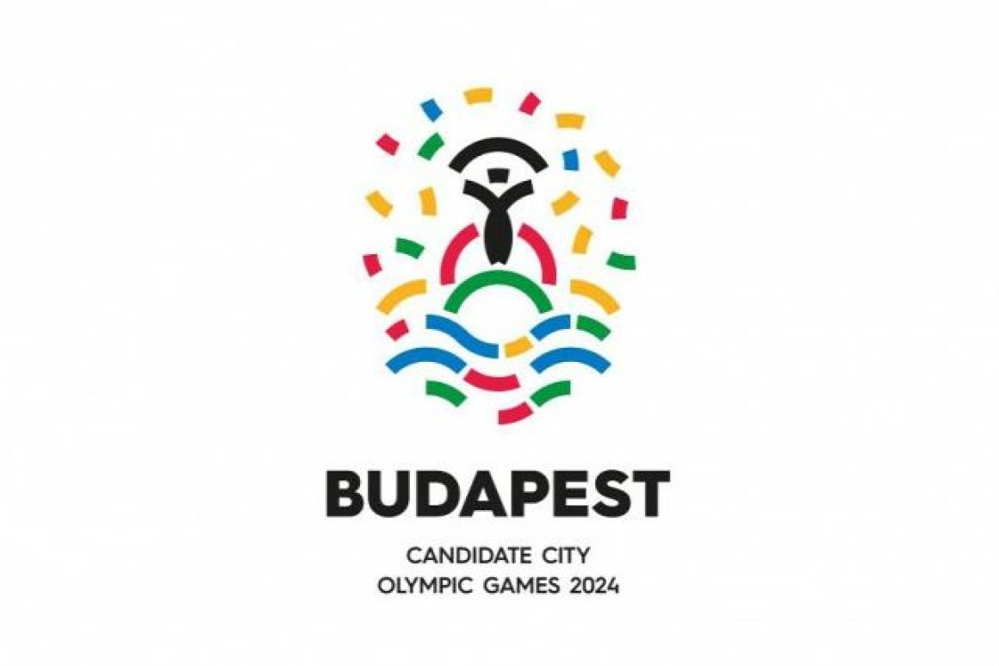 BUDAPEST
CANDIDATE CITY
OLYMPIC GAMES 2024